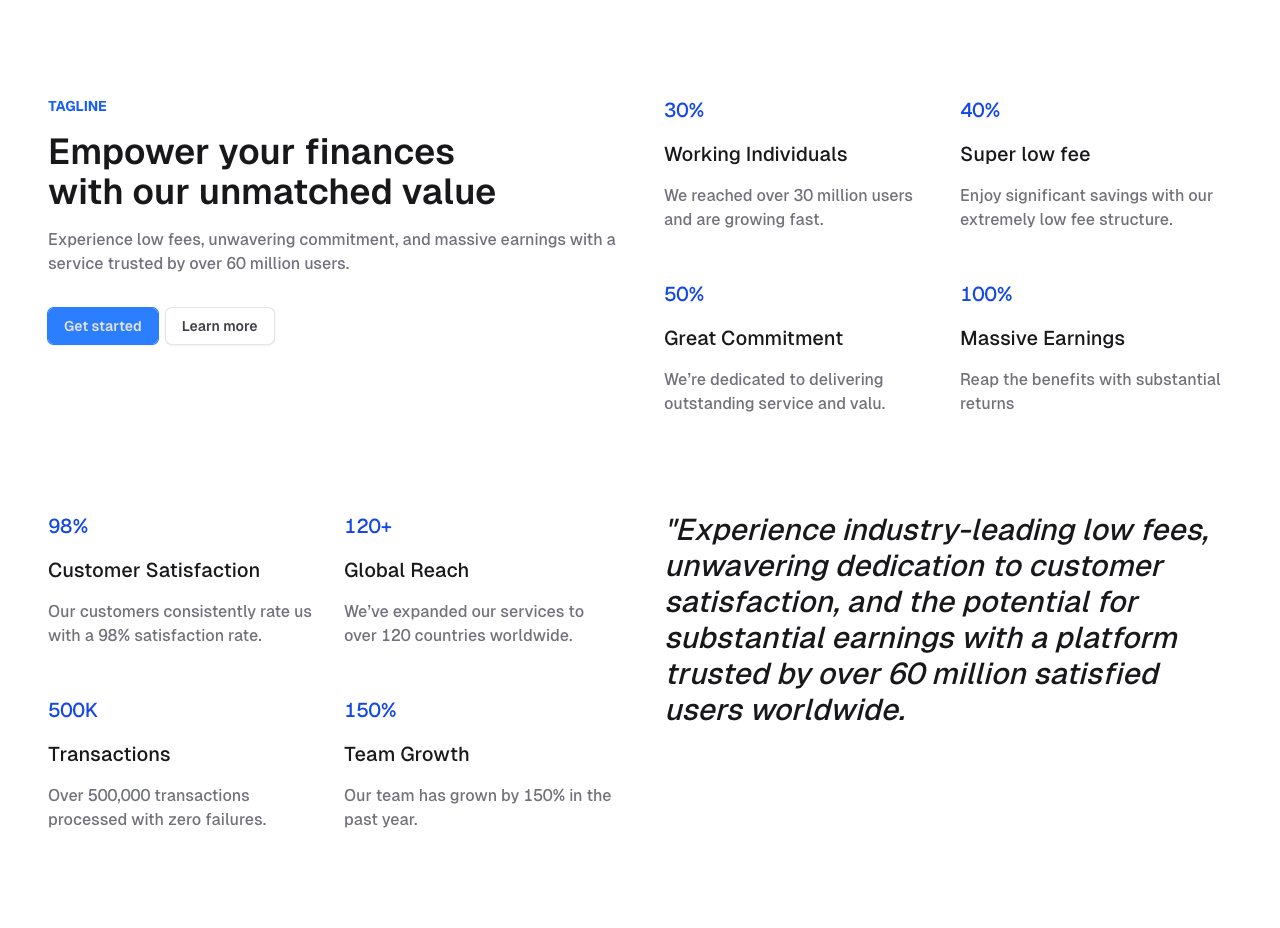 TAGLINE
Empower your finances
with our unmatched value
Experience low fees, unwavering commitment, and massive earnings with a
service trusted by over 60 million users.
Get started
Learn more
30%
Working Individuals
We reached over 30 million users
and are growing fast.
40%
Super low fee
Enjoy significant savings with our
extremely low fee structure.
50%
Great Commitment
We’re dedicated to delivering
outstanding service and valu.
100%
Massive Earnings
Reap the benefits with substantial
returns
98%
Customer Satisfaction
Our customers consistently rate us
with a 98% satisfaction rate.
120+
Global Reach
We’ve expanded our services to
over 120 countries worldwide.
500K
Transactions
Over 500,000 transactions
processed with zero failures.
150%
Team Growth
Our team has grown by 150% in the
past year.
"Experience industry-leading low fees,
unwavering dedication to customer
satisfaction, and the potential for
substantial earnings with a platform
trusted by over 60 million satisfied
users worldwide.